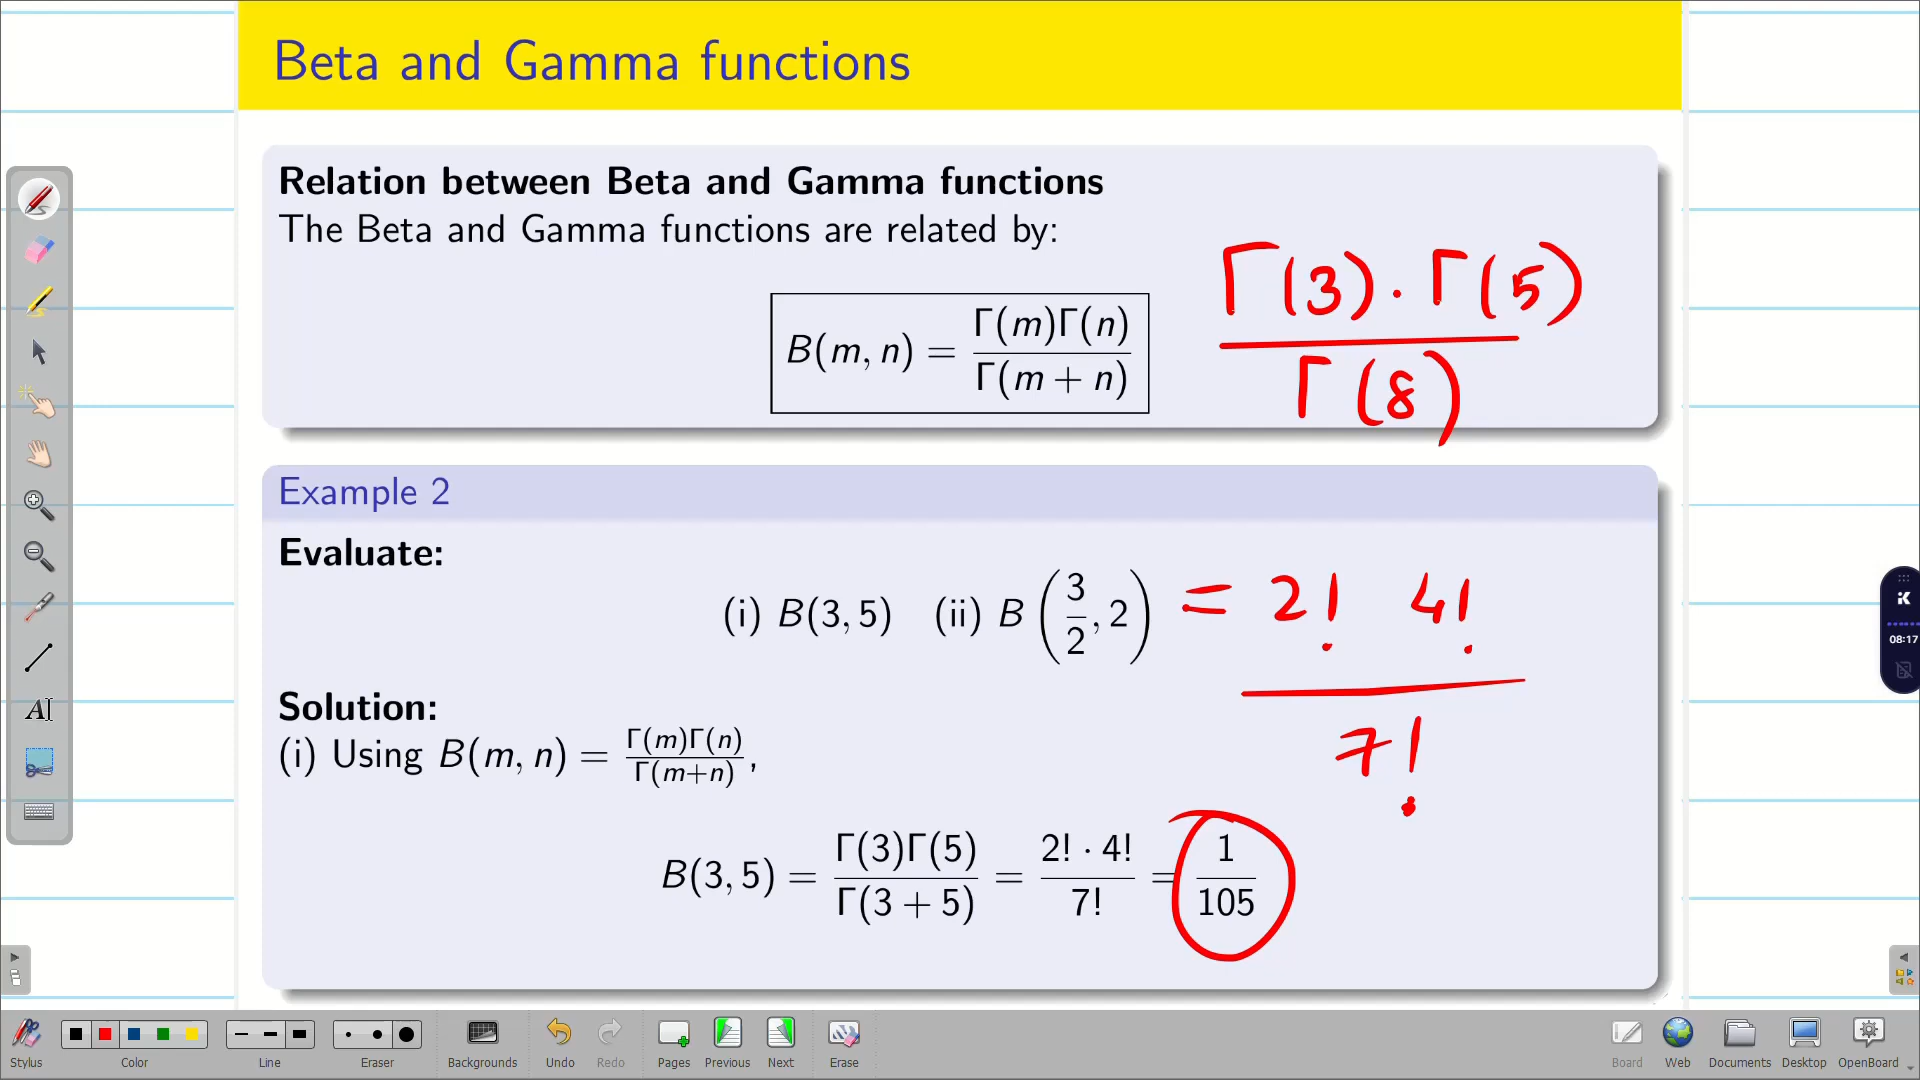 Beta and Gamma functions
Relation between Beta and Gamma functions
The Beta and Gamma functions are related by:
B(m, n) = Γ(m)Γ(n) / Γ(m + n)
Γ(3) · Γ(5)
Γ(8)
Example 2
Evaluate:
(i) B(3, 5) (ii) B(3/2, 2)
= 2! 4!
7!
Solution:
(i) Using B(m, n) = Γ(m)Γ(n) / Γ(m+n),
B(3, 5) = Γ(3)Γ(5) / Γ(3 + 5) = 2! · 4! / 7! = 1 / 105
08:17
Stylus Color Line Eraser Backgrounds Undo Redo Pages Previous Next Erase Board Web Documents Desktop OpenBoard